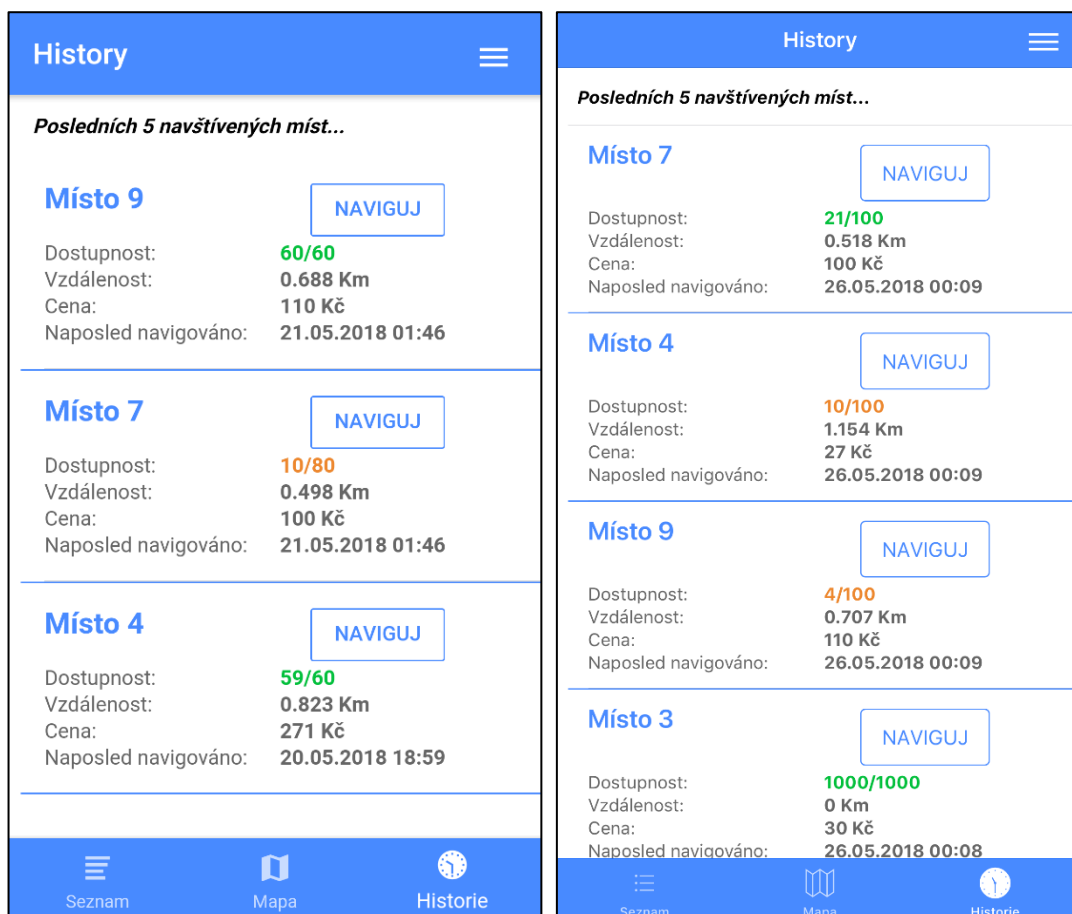 History
Posledních 5 navštívených míst...
Místo 9
NAVIGUJ
Dostupnost: 60/60
Vzdálenost: 0.688 Km
Cena: 110 Kč
Naposled navigováno: 21.05.2018 01:46
Místo 7
NAVIGUJ
Dostupnost: 10/80
Vzdálenost: 0.498 Km
Cena: 100 Kč
Naposled navigováno: 21.05.2018 01:46
Místo 4
NAVIGUJ
Dostupnost: 59/60
Vzdálenost: 0.823 Km
Cena: 271 Kč
Naposled navigováno: 20.05.2018 18:59
Seznam Mapa Historie
History
Posledních 5 navštívených míst...
Místo 7
NAVIGUJ
Dostupnost: 21/100
Vzdálenost: 0.518 Km
Cena: 100 Kč
Naposled navigováno: 26.05.2018 00:09
Místo 4
NAVIGUJ
Dostupnost: 10/100
Vzdálenost: 1.154 Km
Cena: 27 Kč
Naposled navigováno: 26.05.2018 00:09
Místo 9
NAVIGUJ
Dostupnost: 4/100
Vzdálenost: 0.707 Km
Cena: 110 Kč
Naposled navigováno: 26.05.2018 00:09
Místo 3
NAVIGUJ
Dostupnost: 1000/1000
Vzdálenost: 0 Km
Cena: 30 Kč
Naposled navigováno: 26.05.2018 00:08
Seznam Mapa Historie